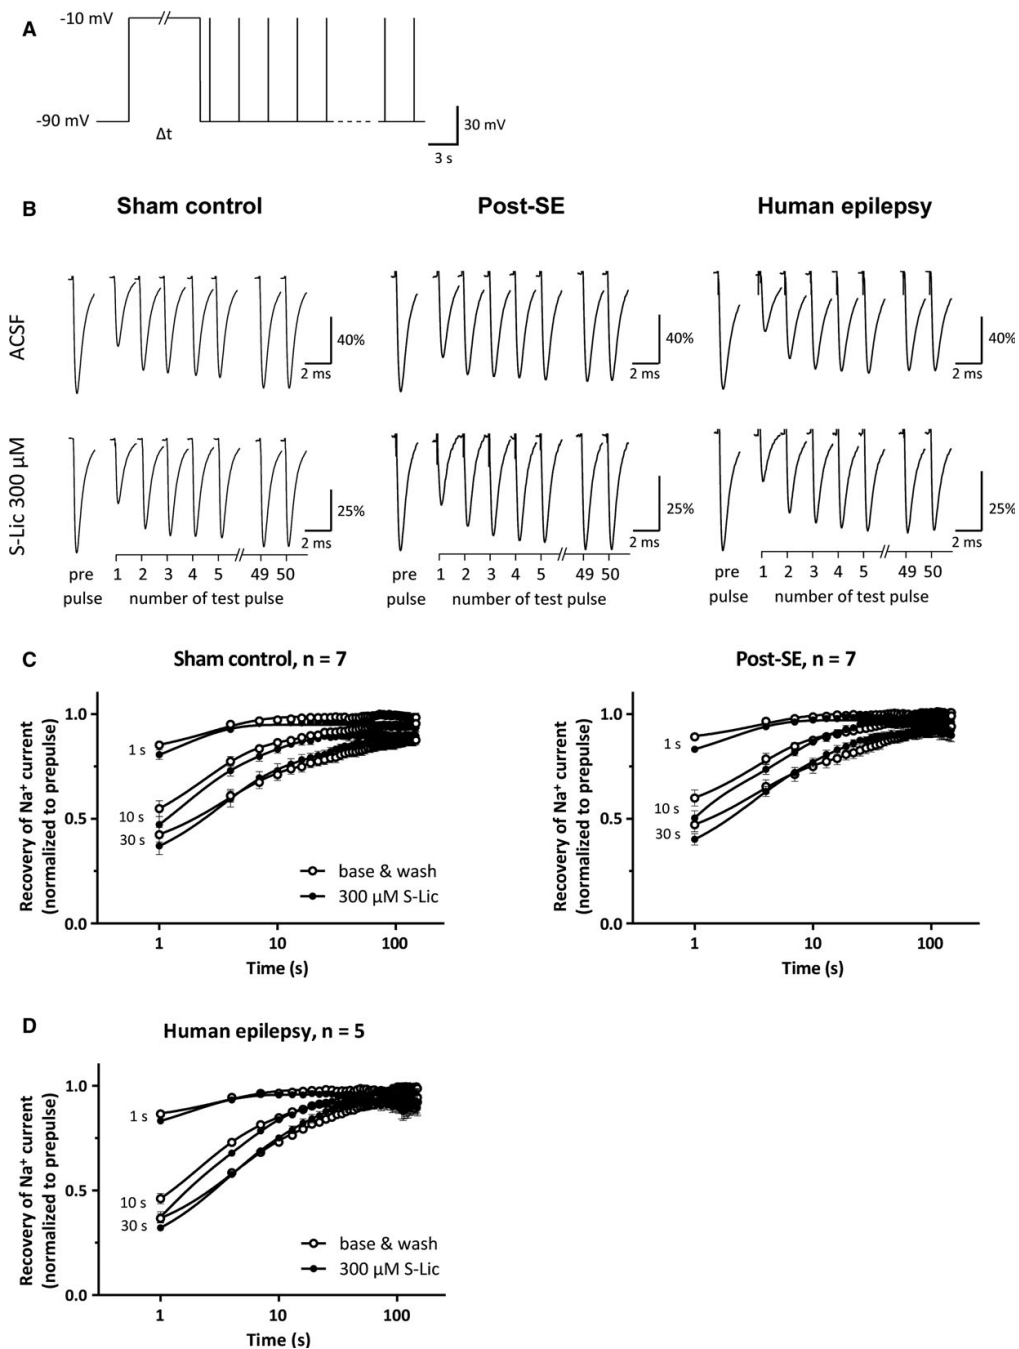 A
-10 mV
-90 mV
Δt
30 mV
3 s
B
Sham control
Post-SE
Human epilepsy
ACSF
40%
2 ms
40%
2 ms
40%
2 ms
S-Lic 300 µM
25%
2 ms
25%
2 ms
25%
2 ms
pre
pulse
1 2 3 4 5 49 50
number of test pulse
pre
pulse
1 2 3 4 5 49 50
number of test pulse
pre
pulse
1 2 3 4 5 49 50
number of test pulse
C
Sham control, n = 7
Recovery of Na⁺ current
(normalized to prepulse)
1.0
0.5
0.0
1 s
10 s
30 s
base & wash
300 µM S-Lic
1 10 100
Time (s)
Post-SE, n = 7
Recovery of Na⁺ current
(normalized to prepulse)
1.0
0.5
0.0
1 s
10 s
30 s
1 10 100
Time (s)
D
Human epilepsy, n = 5
Recovery of Na⁺ current
(normalized to prepulse)
1.0
0.5
0.0
1 s
10 s
30 s
base & wash
300 µM S-Lic
1 10 100
Time (s)